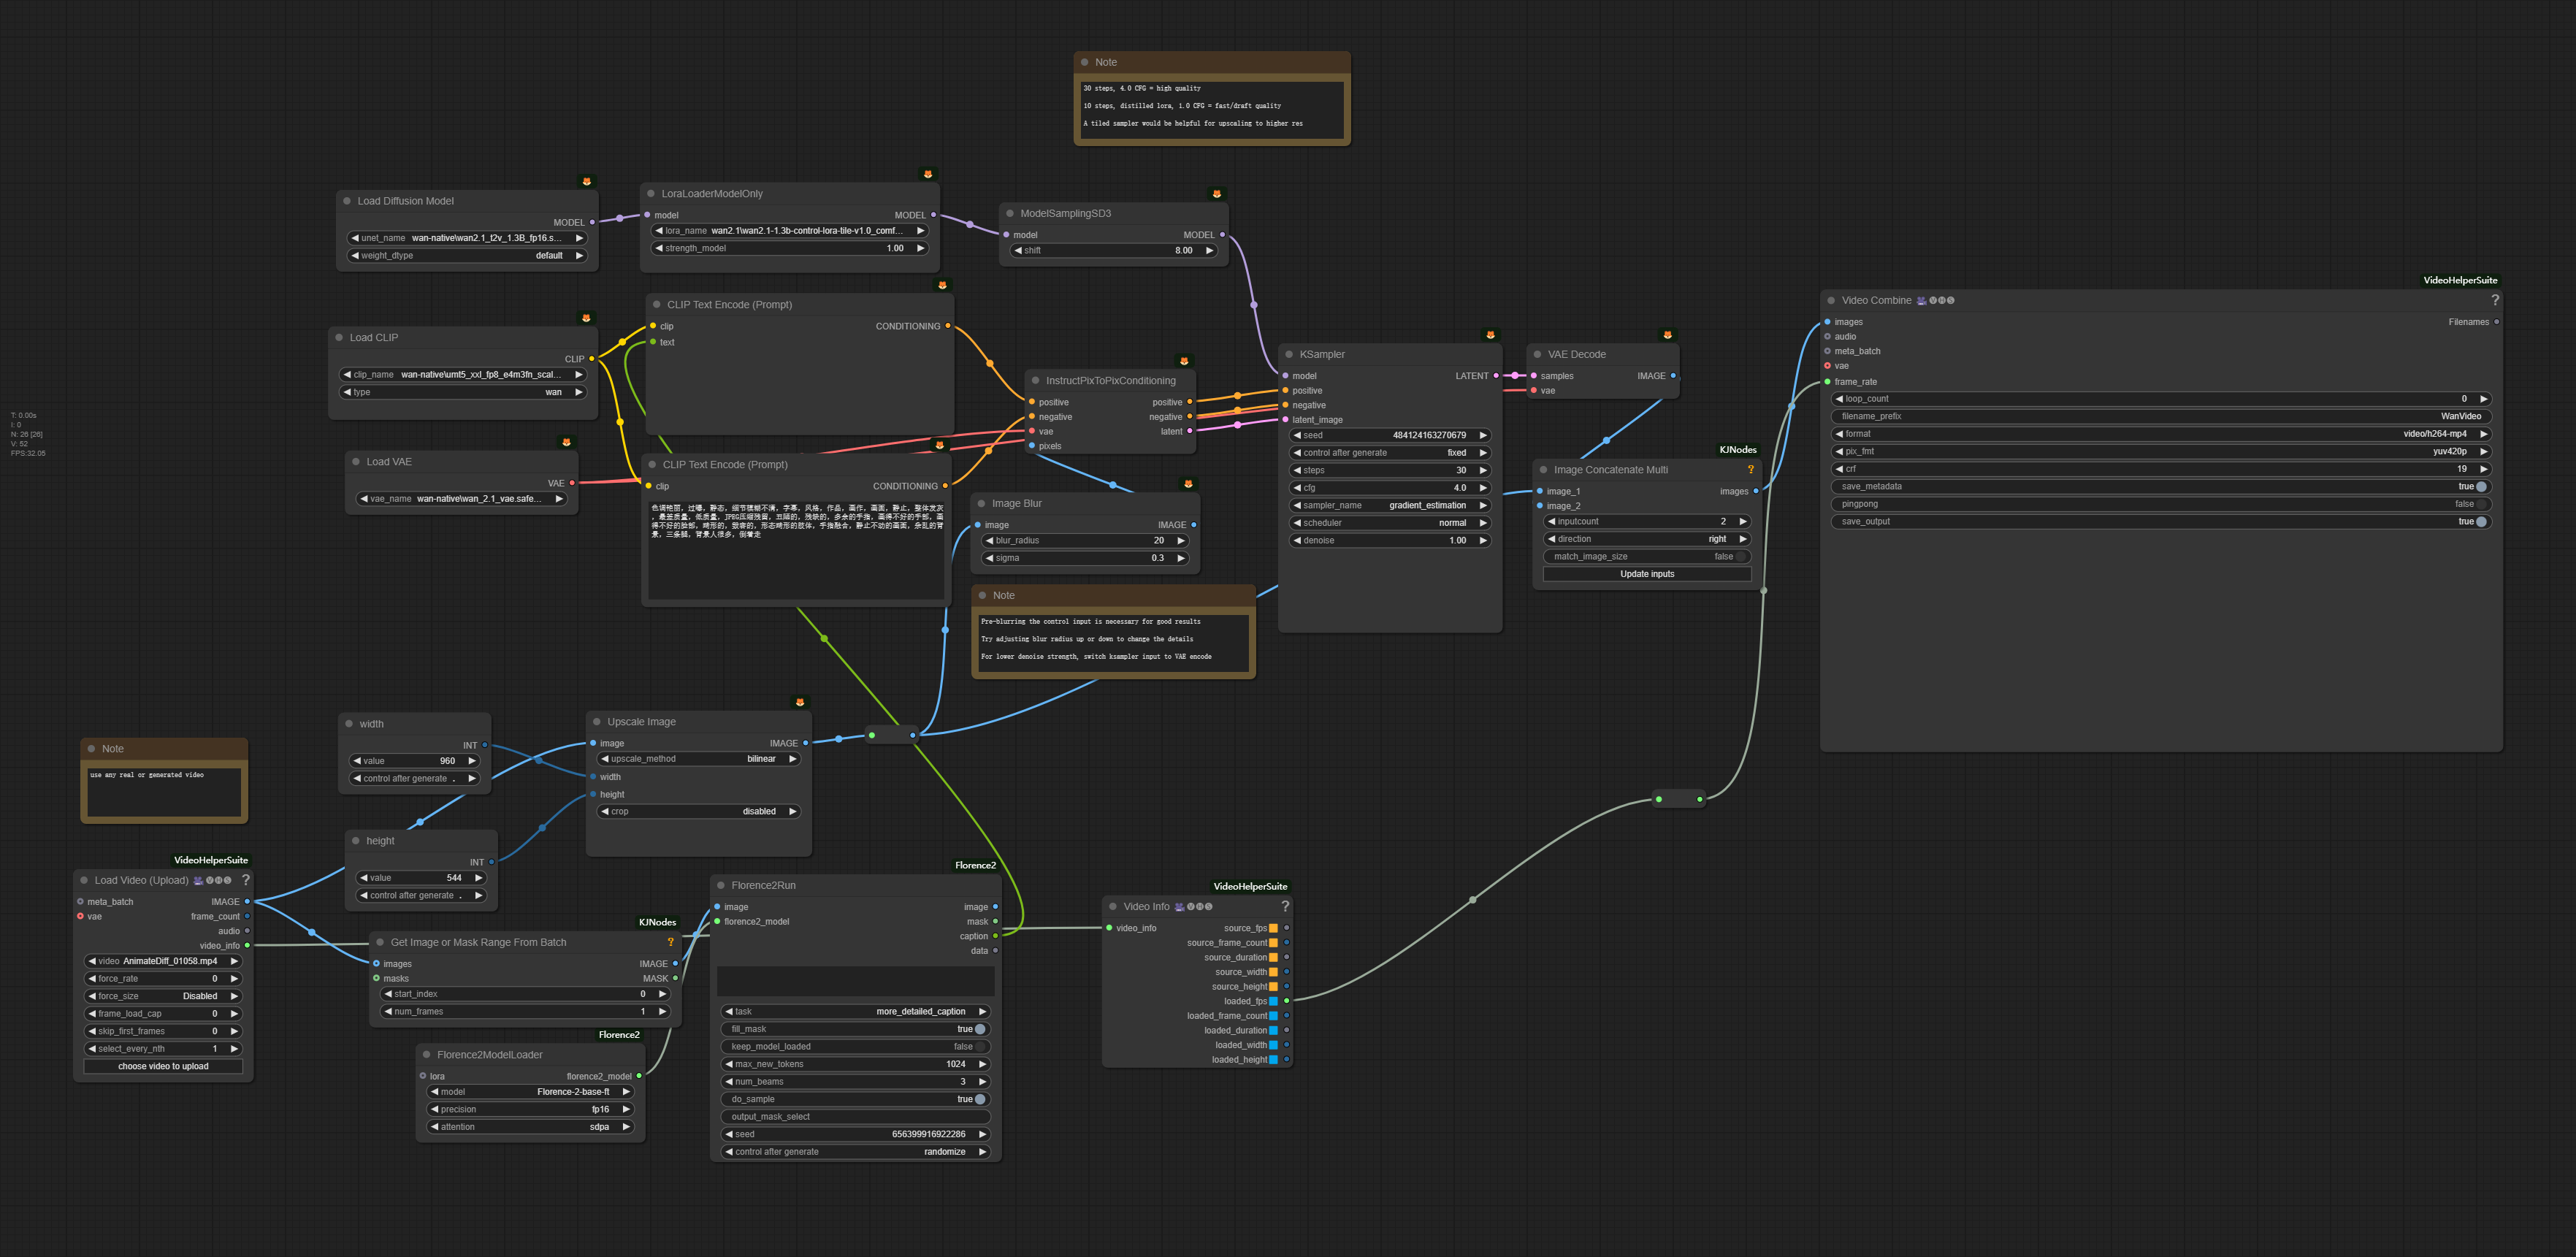 Note
30 steps, 4.0 CFG = high quality
10 steps, distilled lora, 1.0 CFG = fast/draft quality
A tiled sampler would be helpful for upscaling to higher res
Load Diffusion Model
MODEL
unet_name wan-native\wan2.1_t2v_1.3B_fp16.s...
weight_dtype default
LoraLoaderModelOnly
model MODEL
lora_name wan2.1\wan2.1-1.3b-control-lora-tile-v1.0_comf...
strength_model 1.00
ModelSamplingSD3
model MODEL
shift 8.00
Load CLIP
CLIP
clip_name wan-native\umt5_xxl_fp8_e4m3fn_scal...
type wan
CLIP Text Encode (Prompt)
clip CONDITIONING
text
Load VAE
VAE
vae_name wan-native\wan_2.1_vae.safe...
CLIP Text Encode (Prompt)
clip CONDITIONING
色调艳丽，过曝，静态，细节模糊不清，字幕，风格，作品，画作，画面，静止，整体发灰
，最差质量，低质量，JPEG压缩残留，丑陋的，残缺的，多余的手指，画得不好的手部，画
得不好的脸部，畸形的，毁容的，形态畸形的肢体，手指融合，静止不动的画面，杂乱的背
景，三条腿，背景人很多，倒着走
T: 0.00s
I: 0
N: 26 [26]
V: 52
FPS:32.05
InstructPixToPixConditioning
positive positive
negative negative
vae latent
pixels
Image Blur
image IMAGE
blur_radius 20
sigma 0.3
Note
Pre-blurring the control input is necessary for good results
Try adjusting blur radius up or down to change the details
For lower denoise strength, switch ksampler input to VAE encode
KSampler
model LATENT
positive
negative
latent_image
seed 484124163270679
control after generate fixed
steps 30
cfg 4.0
sampler_name gradient_estimation
scheduler normal
denoise 1.00
VAE Decode
samples IMAGE
vae
KJNodes
Image Concatenate Multi ?
image_1 images
image_2
inputcount 2
direction right
match_image_size false
Update inputs
VideoHelperSuite
Video Combine VHS ?
images Filenames
audio
meta_batch
vae
frame_rate
loop_count 0
filename_prefix WanVideo
format video/h264-mp4
pix_fmt yuv420p
crf 19
save_metadata true
pingpong false
save_output true
Note
use any real or generated video
width
INT
value 960
control after generate .
height
INT
value 544
control after generate .
Upscale Image
image IMAGE
upscale_method bilinear
width
height
crop disabled
VideoHelperSuite
Load Video (Upload) VHS ?
meta_batch IMAGE
vae frame_count
audio
video_info
video AnimateDiff_01058.mp4
force_rate 0
force_size Disabled
frame_load_cap 0
skip_first_frames 0
select_every_nth 1
choose video to upload
KJNodes
Get Image or Mask Range From Batch ?
images IMAGE
masks MASK
start_index 0
num_frames 1
Florence2
Florence2ModelLoader
lora florence2_model
model Florence-2-base-ft
precision fp16
attention sdpa
Florence2
Florence2Run
image image
florence2_model mask
caption
data
task more_detailed_caption
fill_mask true
keep_model_loaded false
max_new_tokens 1024
num_beams 3
do_sample true
output_mask_select
seed 656399916922286
control after generate randomize
VideoHelperSuite
Video Info VHS ?
video_info source_fps
source_frame_count
source_duration
source_width
source_height
loaded_fps
loaded_frame_count
loaded_duration
loaded_width
loaded_height